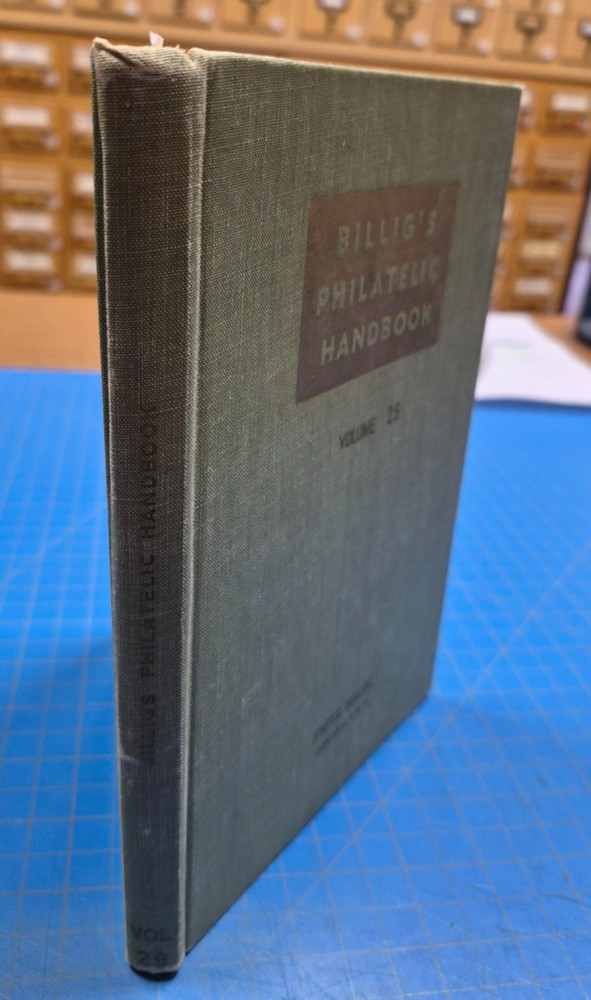 BILLIG'S
PHILATELIC
HANDBOOK
VOLUME 29
BILLIG'S PHILATELIC HANDBOOK
VOL.
29